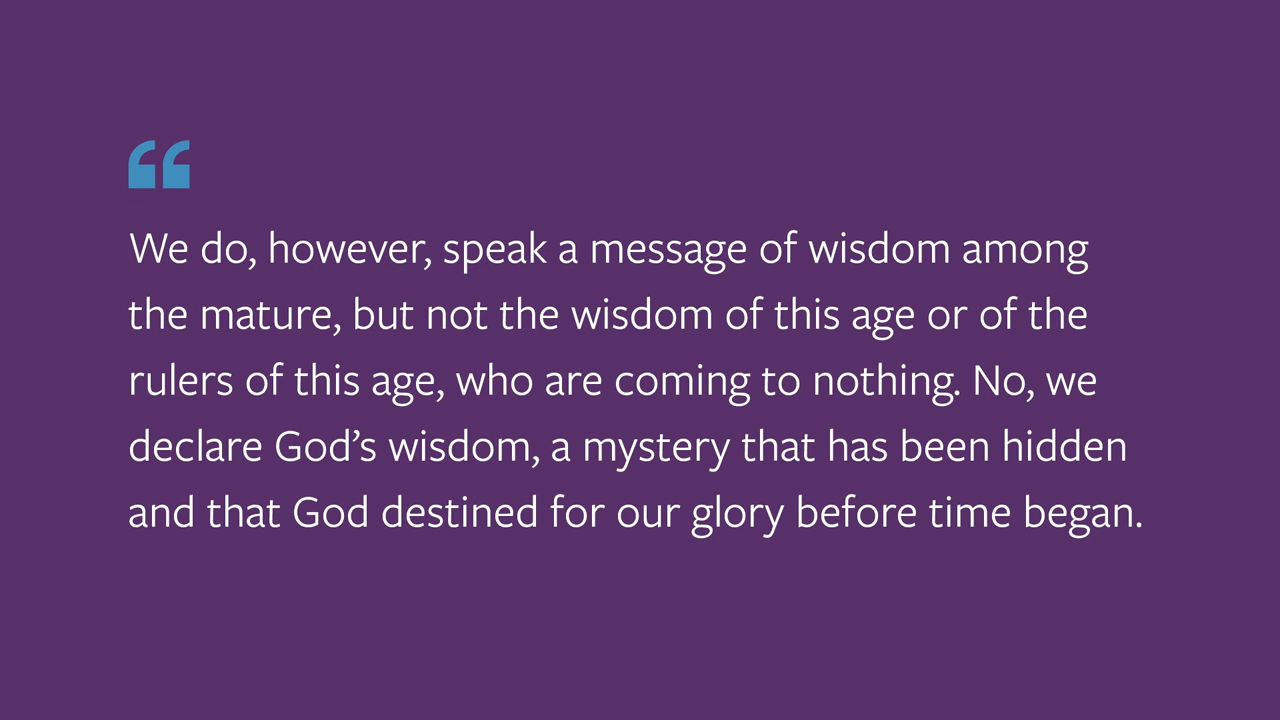 “
We do, however, speak a message of wisdom among
the mature, but not the wisdom of this age or of the
rulers of this age, who are coming to nothing. No, we
declare God’s wisdom, a mystery that has been hidden
and that God destined for our glory before time began.